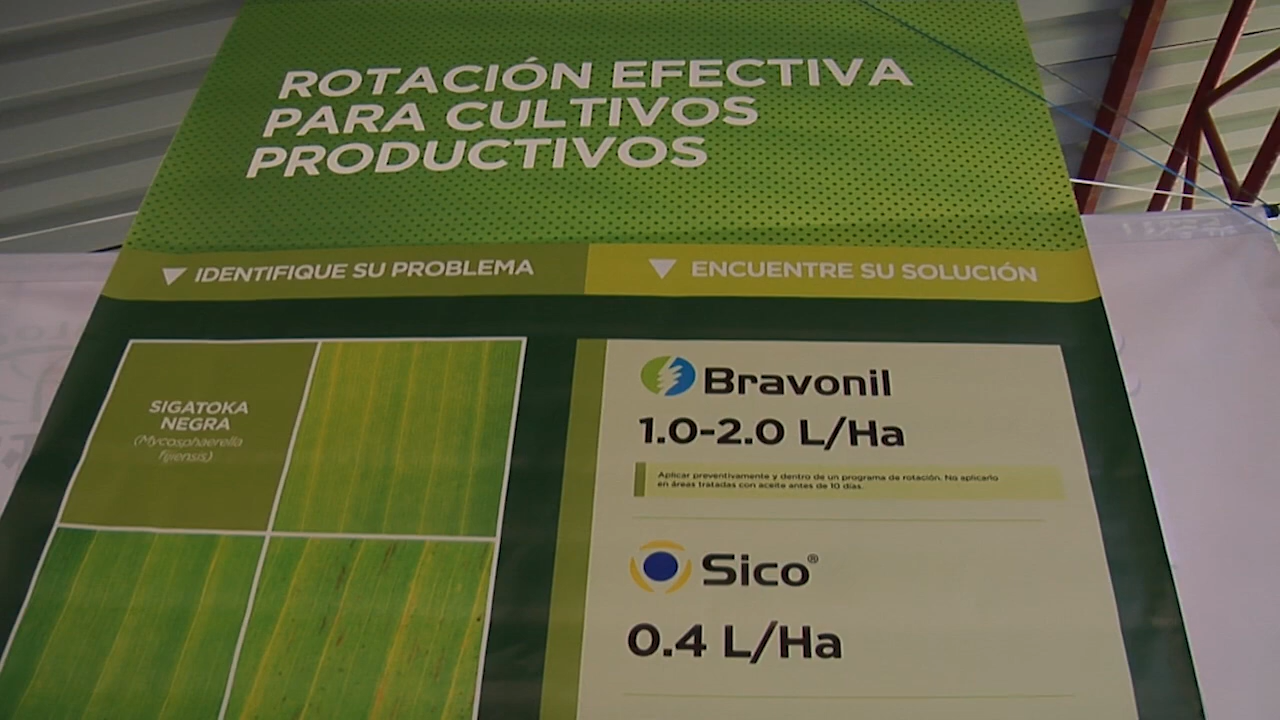 ROTACIÓN EFECTIVA
PARA CULTIVOS
PRODUCTIVOS
IDENTIFIQUE SU PROBLEMA
ENCUENTRE SU SOLUCIÓN
SIGATOKA
NEGRA
(Mycosphaerella
fijiensis)
Bravonil
1.0-2.0 L/Ha
Aplicar preventivamente y dentro de un programa de rotación. No aplicarlo
en áreas tratadas con aceite antes de 10 días.
Sico®
0.4 L/Ha